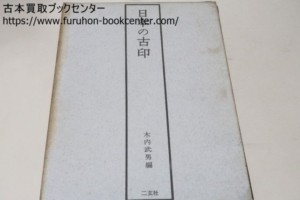 古本買取ブックセンター
https://www.furuhon-bookcenter.com/
日本の古印
木内武男編
二玄社